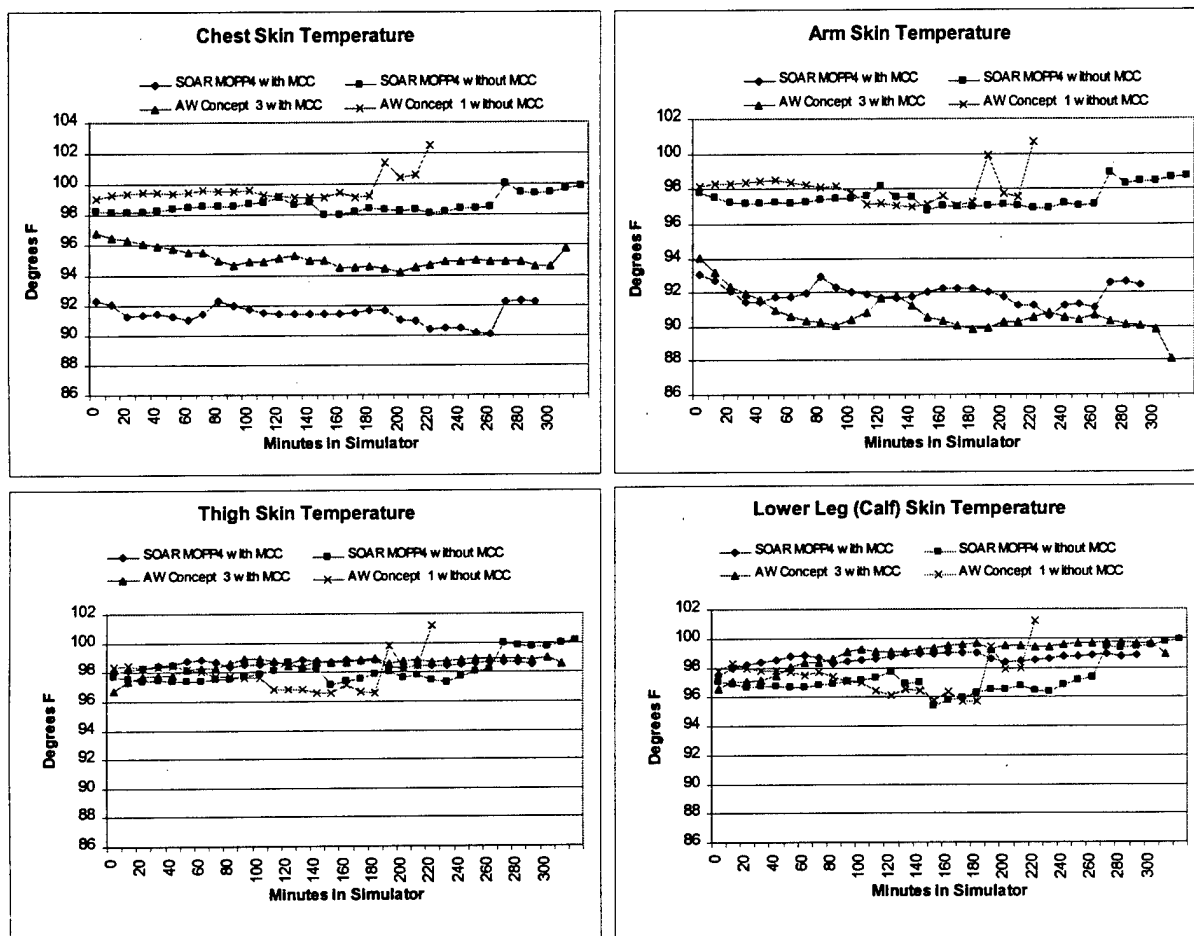 Chest Skin Temperature
SOAR MOPP4 with MCC SOAR MOPP4 without MCC
AW Concept 3 with MCC AW Concept 1 without MCC
104
102
100
98
96
94
92
90
88
86
Degrees F
0 20 40 60 80 100 120 140 160 180 200 220 240 260 280 300
Minutes in Simulator
Arm Skin Temperature
SOAR MOPP4 with MCC SOAR MOPP4 without MCC
AW Concept 3 with MCC AW Concept 1 without MCC
102
100
98
96
94
92
90
88
86
Degrees F
0 20 40 60 80 100 120 140 160 180 200 220 240 260 280 300
Minutes in Simulator
Thigh Skin Temperature
SOAR MOPP4 with MCC SOAR MOPP4 without MCC
AW Concept 3 with MCC AW Concept 1 without MCC
102
100
98
96
94
92
90
88
86
Degrees F
0 20 40 60 80 100 120 140 160 180 200 220 240 260 280 300
Minutes in Simulator
Lower Leg (Calf) Skin Temperature
SOAR MOPP4 with MCC SOAR MOPP4 without MCC
AW Concept 3 with MCC AW Concept 1 without MCC
102
100
98
96
94
92
90
88
86
Degrees F
0 20 40 60 80 100 120 140 160 180 200 220 240 260 280 300
Minutes in Simulator